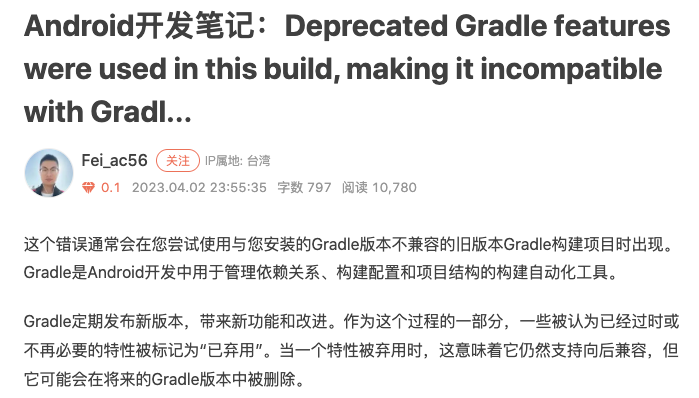 Android开发笔记：Deprecated Gradle features
were used in this build, making it incompatible
with Gradl...
Fei_ac56 关注 IP属地: 台湾
0.1 2023.04.02 23:55:35 字数 797 阅读 10,780
这个错误通常会在您尝试使用与您安装的Gradle版本不兼容的旧版本Gradle构建项目时出现。
Gradle是Android开发中用于管理依赖关系、构建配置和项目结构的构建自动化工具。
Gradle定期发布新版本，带来新功能和改进。作为这个过程的一部分，一些被认为已经过时或
不再必要的特性被标记为“已弃用”。当一个特性被弃用时，这意味着它仍然支持向后兼容，但
它可能会在将来的Gradle版本中被删除。